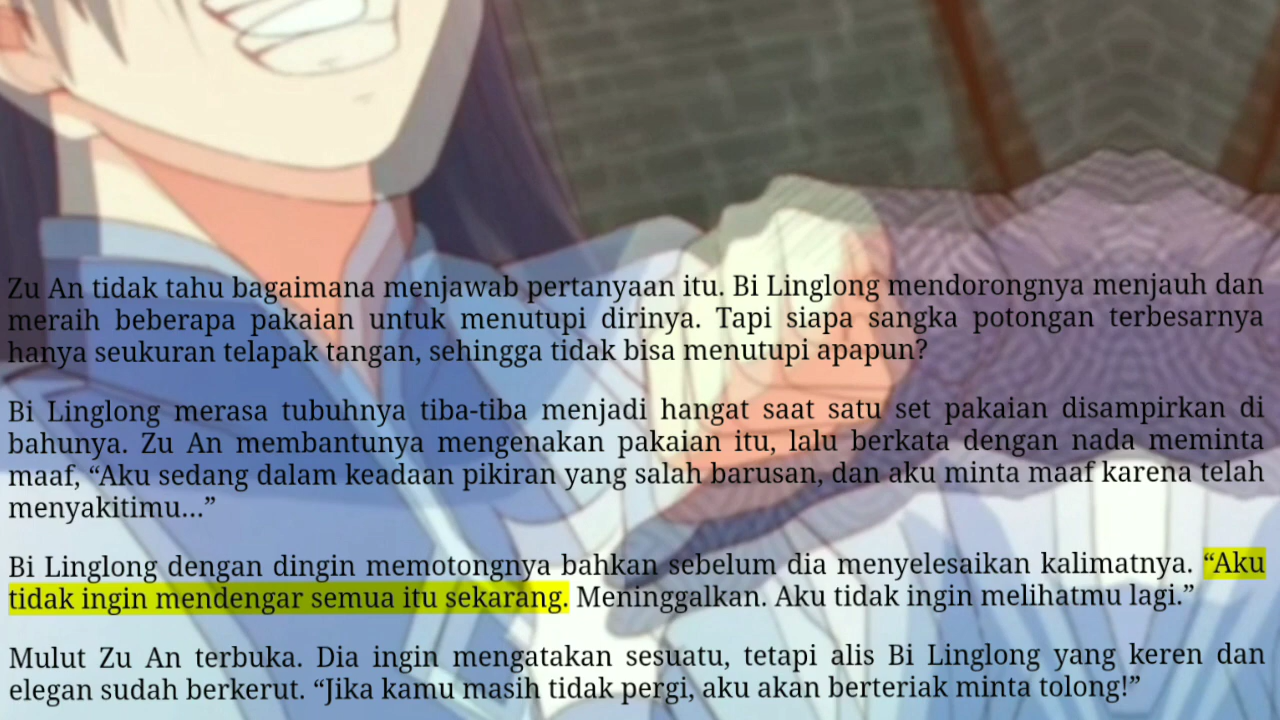 Zu An tidak tahu bagaimana menjawab pertanyaan itu. Bi Linglong mendorongnya menjauh dan
meraih beberapa pakaian untuk menutupi dirinya. Tapi siapa sangka potongan terbesarnya
hanya seukuran telapak tangan, sehingga tidak bisa menutupi apapun?
Bi Linglong merasa tubuhnya tiba-tiba menjadi hangat saat satu set pakaian disampirkan di
bahunya. Zu An membantunya mengenakan pakaian itu, lalu berkata dengan nada meminta
maaf, “Aku sedang dalam keadaan pikiran yang salah barusan, dan aku minta maaf karena telah
menyakitimu…”
Bi Linglong dengan dingin memotongnya bahkan sebelum dia menyelesaikan kalimatnya. “Aku
tidak ingin mendengar semua itu sekarang. Meninggalkan. Aku tidak ingin melihatmu lagi.”
Mulut Zu An terbuka. Dia ingin mengatakan sesuatu, tetapi alis Bi Linglong yang keren dan
elegan sudah berkerut. “Jika kamu masih tidak pergi, aku akan berteriak minta tolong!”